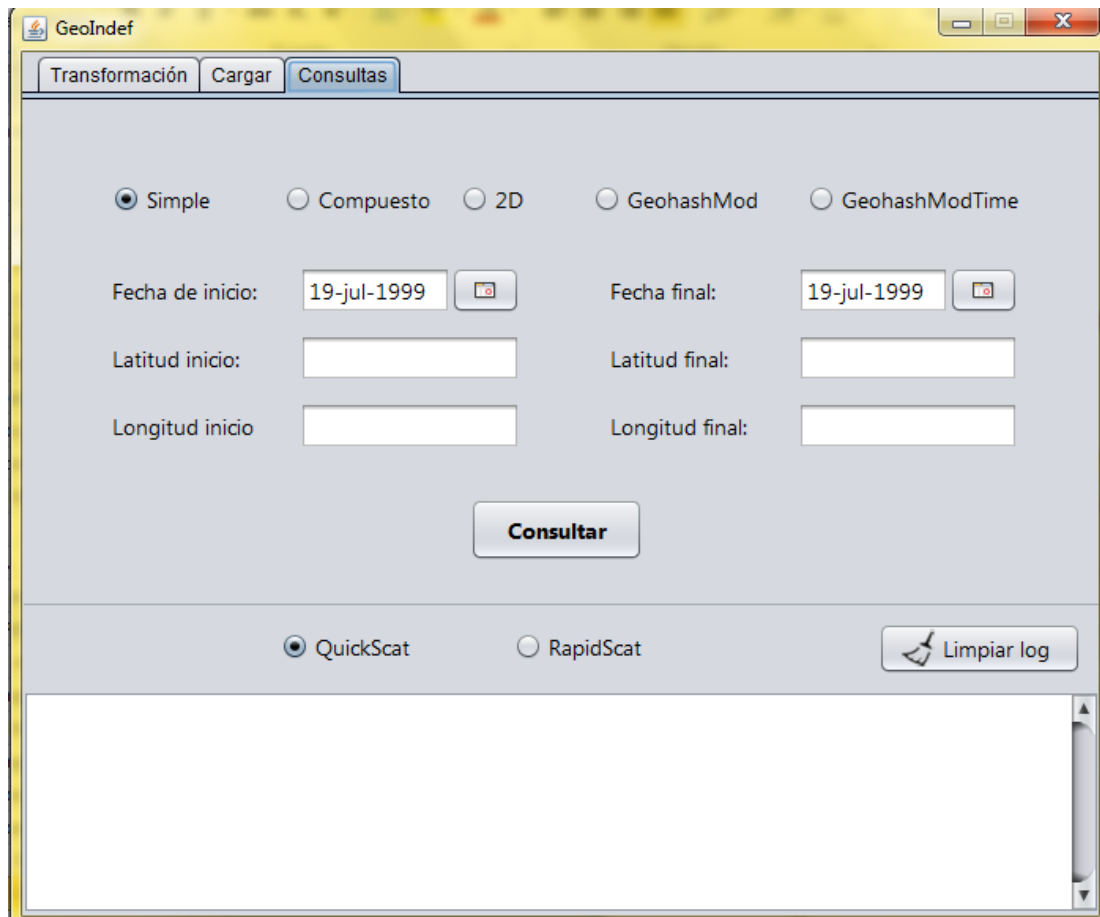 GeoIndef
Transformación Cargar Consultas
Simple Compuesto 2D GeohashMod GeohashModTime
Fecha de inicio: 19-jul-1999 Fecha final: 19-jul-1999
Latitud inicio: Latitud final:
Longitud inicio Longitud final:
Consultar
QuickScat RapidScat Limpiar log